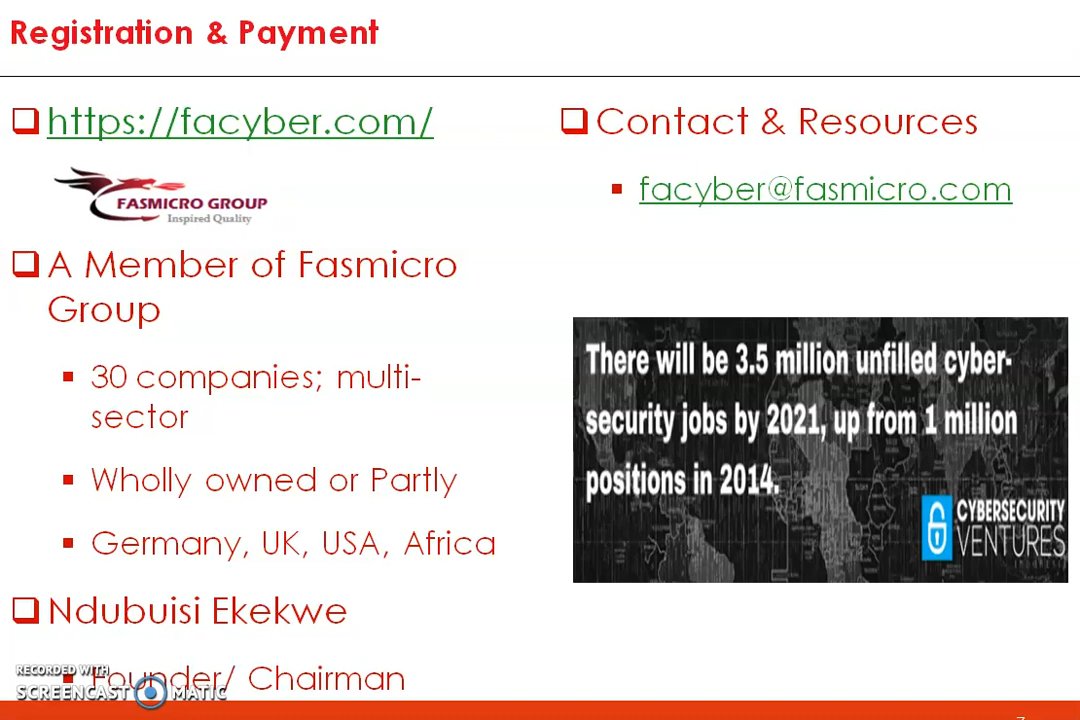 Registration & Payment
https://facyber.com/
FASMICRO GROUP
Inspired Quality
A Member of Fasmicro
Group
30 companies; multi-
sector
Wholly owned or Partly
Germany, UK, USA, Africa
Ndubuisi Ekekwe
Founder/ Chairman
Contact & Resources
facyber@fasmicro.com
There will be 3.5 million unfilled cyber-
security jobs by 2021, up from 1 million
positions in 2014.
CYBERSECURITY
VENTURES
RECORDED WITH
SCREENCAST MATIC